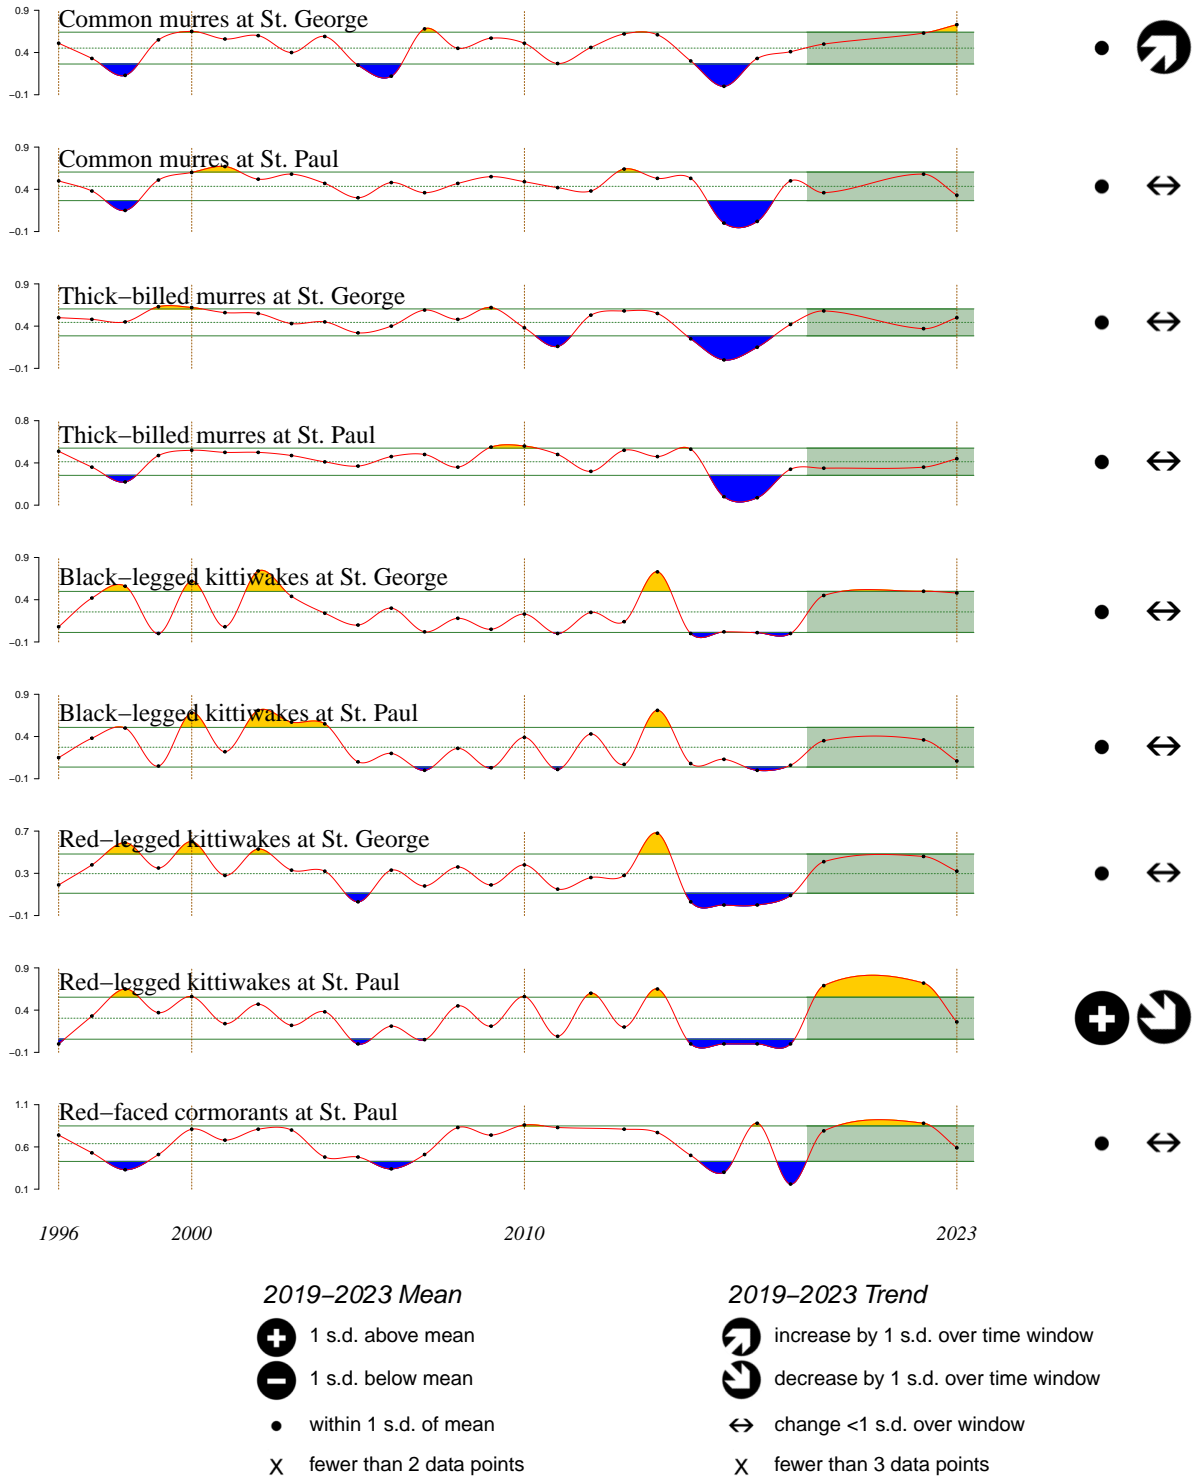 Common murres at St. George
0.9
0.4
−0.1
Common murres at St. Paul
0.9
0.4
−0.1
Thick−billed murres at St. George
0.9
0.4
−0.1
Thick−billed murres at St. Paul
0.8
0.4
0.0
Black−legged kittiwakes at St. George
0.9
0.4
−0.1
Black−legged kittiwakes at St. Paul
0.9
0.4
−0.1
Red−legged kittiwakes at St. George
0.7
0.3
−0.1
Red−legged kittiwakes at St. Paul
0.9
0.4
−0.1
Red−faced cormorants at St. Paul
1.1
0.6
0.1
1996 2000 2010 2023
2019−2023 Mean
1 s.d. above mean
1 s.d. below mean
within 1 s.d. of mean
X fewer than 2 data points
2019−2023 Trend
increase by 1 s.d. over time window
decrease by 1 s.d. over time window
change <1 s.d. over window
X fewer than 3 data points